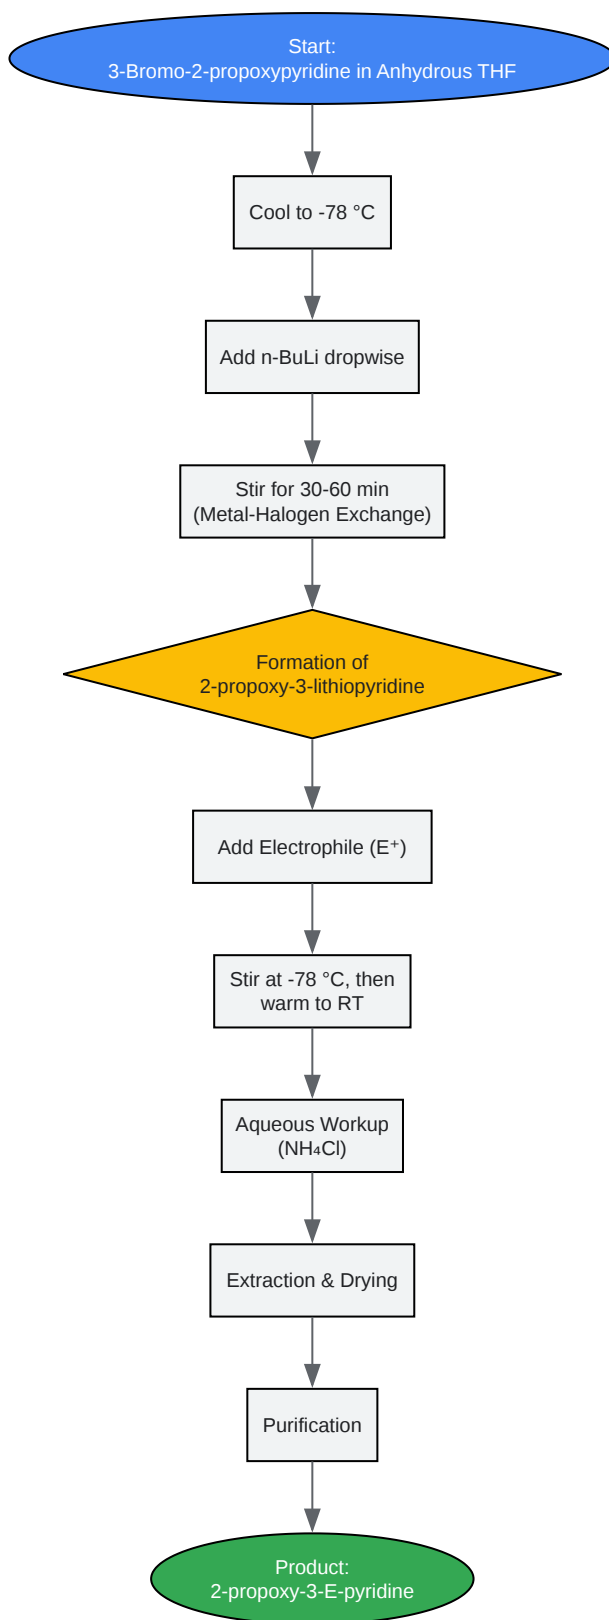 Start:
3-Bromo-2-propoxypyridine in Anhydrous THF
Cool to -78 °C
Add n-BuLi dropwise
Stir for 30-60 min
(Metal-Halogen Exchange)
Formation of
2-propoxy-3-lithiopyridine
Add Electrophile (E⁺)
Stir at -78 °C, then
warm to RT
Aqueous Workup
(NH₄Cl)
Extraction & Drying
Purification
Product:
2-propoxy-3-E-pyridine